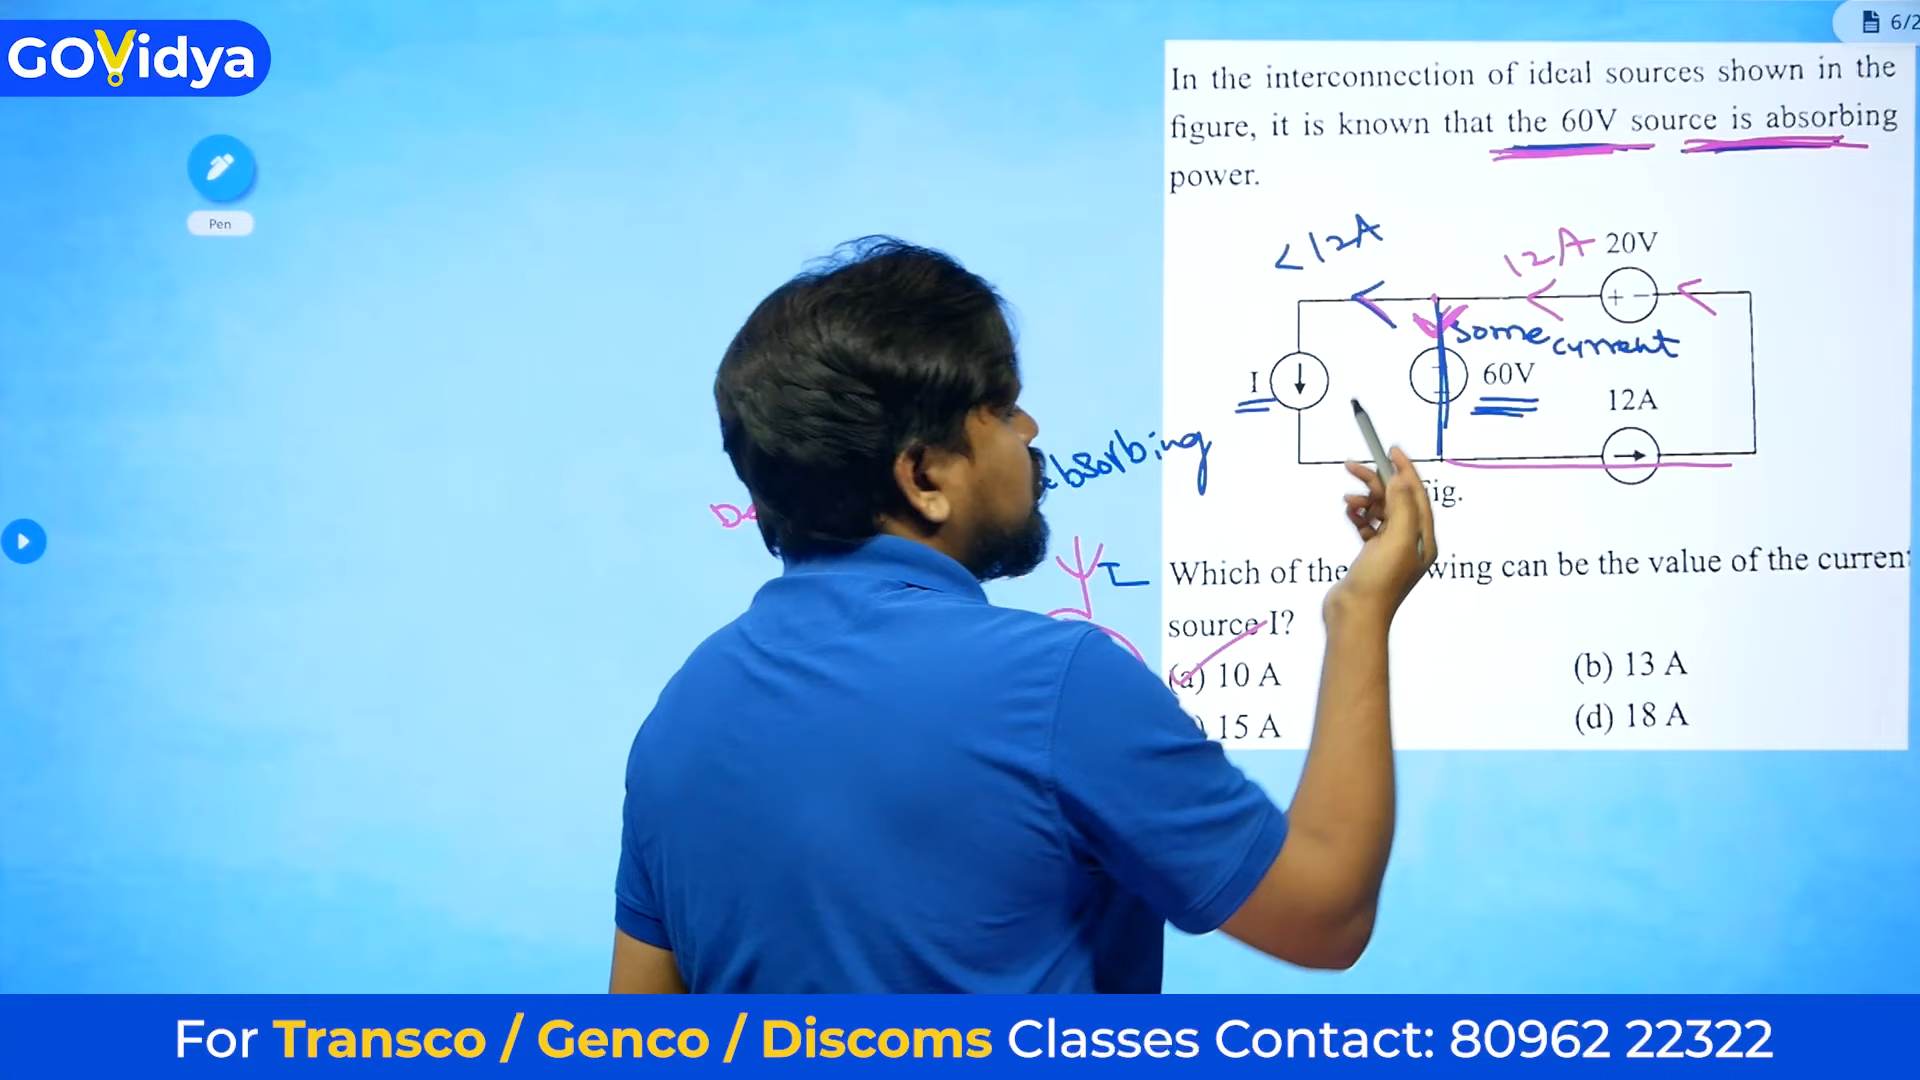 GOVidya
6/2
Pen
In the interconnection of ideal sources shown in the
figure, it is known that the 60V source is absorbing
power.
<12A
12A
20V
some current
I
60V
12A
absorbing
De
ig.
I
Which of the wing can be the value of the curren
source I?
(a) 10 A
(b) 13 A
) 15 A
(d) 18 A
For Transco / Genco / Discoms Classes Contact: 80962 22322